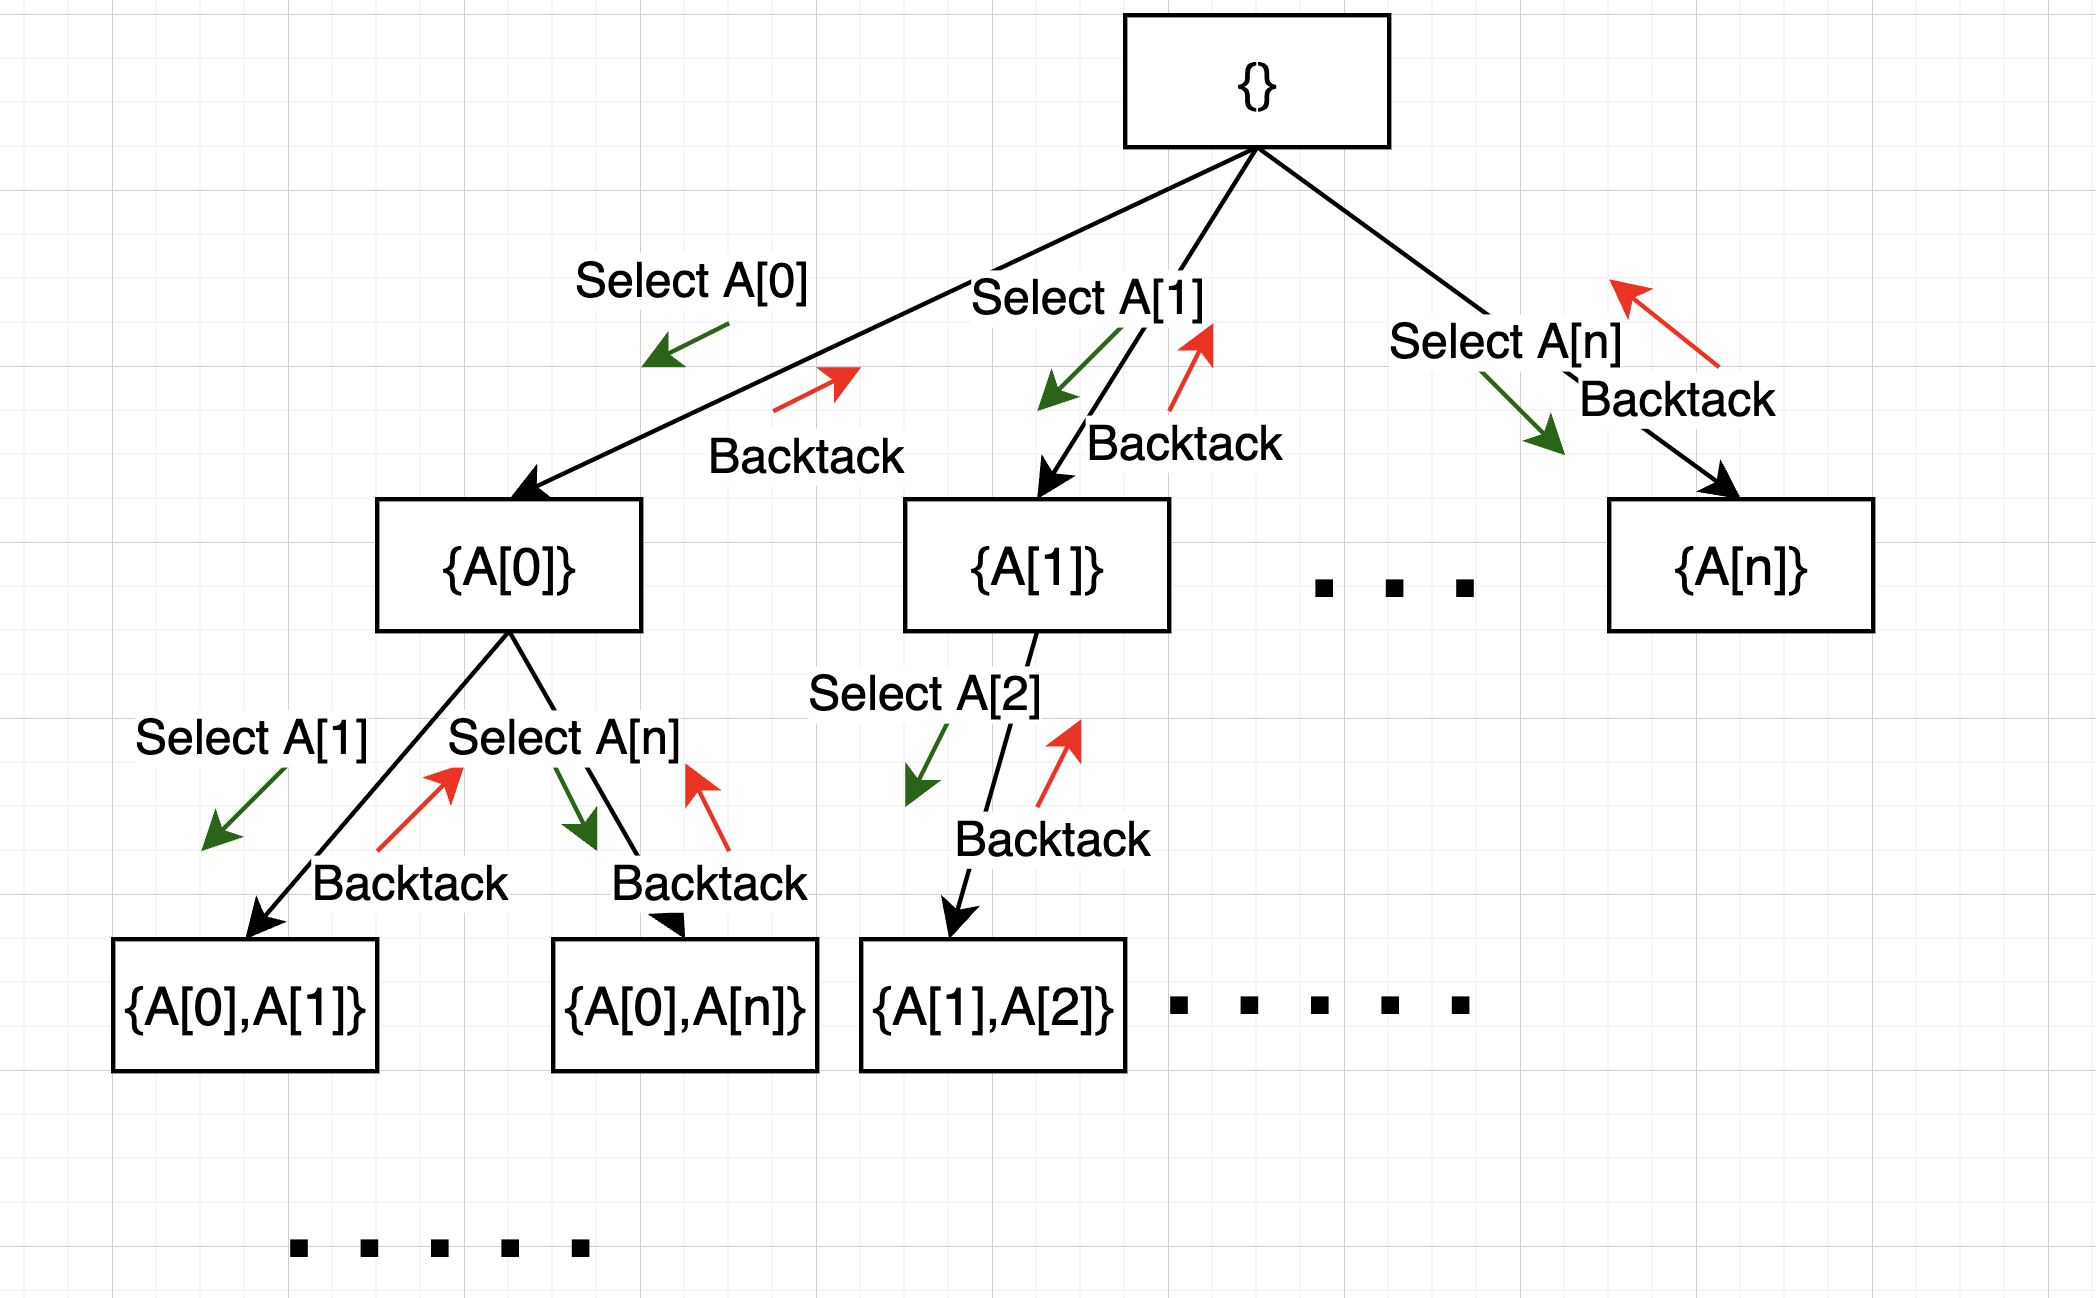 {}
Select A[0]
Select A[1]
Select A[n]
Backtack
Backtack
Backtack
{A[0]}
{A[1]}
{A[n]}
Select A[1]
Select A[n]
Select A[2]
Backtack
Backtack
Backtack
{A[0],A[1]}
{A[0],A[n]}
{A[1],A[2]}